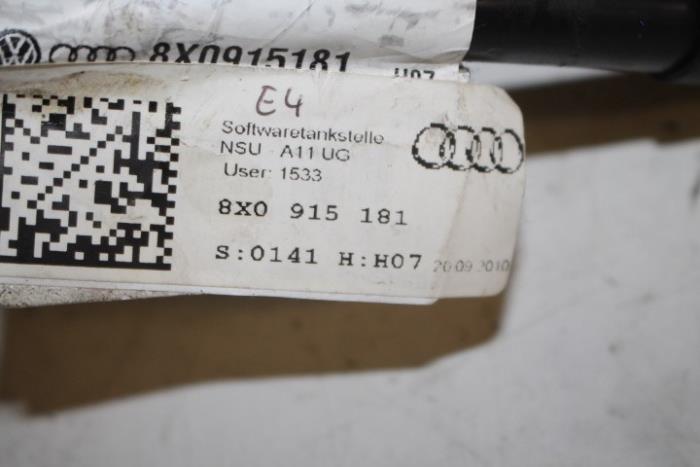 8X0915181 H07
E4
Softwaretankstelle
NSU - A11 UG
User: 1533
8X0 915 181
S:0141 H:H07 20.09.2010